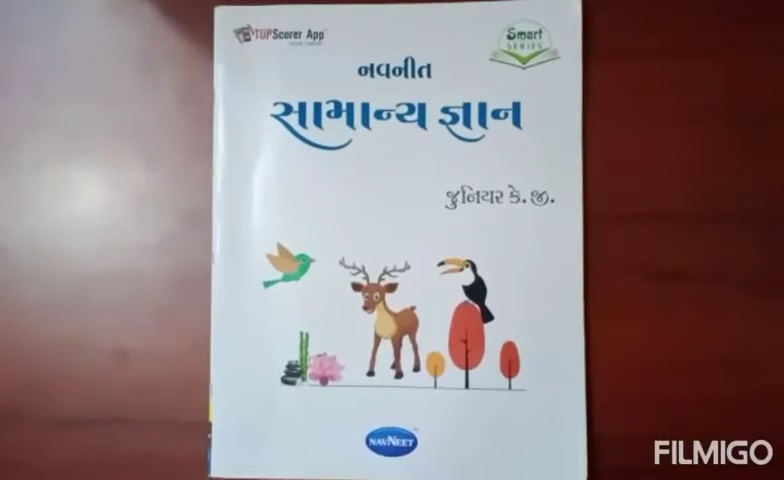 TOPScorer App
Smart
SERIES
નવનીત
સામાન્ય જ્ઞાન
જુનિયર કે. જી.
NAVNEET
FILMIGO